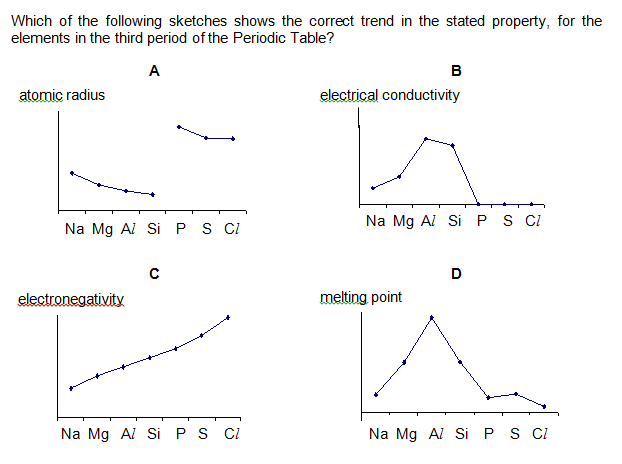 Which of the following sketches shows the correct trend in the stated property, for the
elements in the third period of the Periodic Table?
A
B
atomic radius
electrical conductivity
Na Mg Al Si P S Cl
Na Mg Al Si P S Cl
C
D
electronegativity
melting point
Na Mg Al Si P S Cl
Na Mg Al Si P S Cl